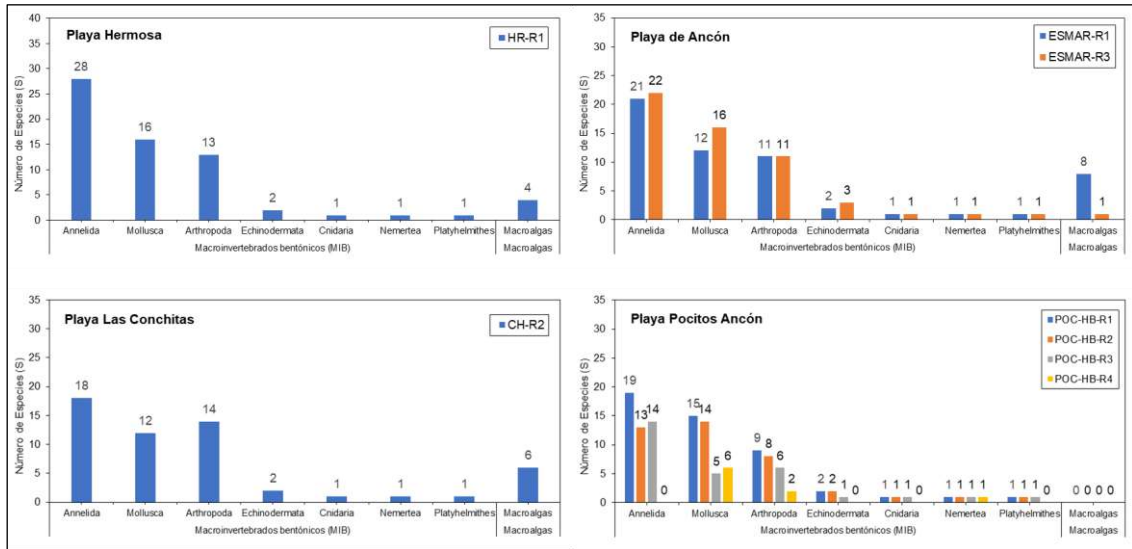 Playa Hermosa
HR-R1
Número de Especies (S)
40
35
30
25
20
15
10
5
0
28 16 13 2 1 1 1 4
Annelida Mollusca Arthropoda Echinodermata Cnidaria Nemertea Platyhelmithes Macroalgas
Macroinvertebrados bentónicos (MIB) Macroalgas
Playa de Ancón
ESMAR-R1
ESMAR-R3
Número de Especies (S)
35
30
25
20
15
10
5
0
21 22 12 16 11 11 2 3 1 1 1 1 1 1 8 1
Annelida Mollusca Arthropoda Echinodermata Cnidaria Nemertea Platyhelmithes Macroalgas
Macroinvertebrados bentónicos (MIB) Macroalgas
Playa Las Conchitas
CH-R2
Número de Especies (S)
35
30
25
20
15
10
5
0
18 12 14 2 1 1 1 6
Annelida Mollusca Arthropoda Echinodermata Cnidaria Nemertea Platyhelmithes Macroalgas
Macroinvertebrados bentónicos (MIB) Macroalgas
Playa Pocitos Ancón
POC-HB-R1
POC-HB-R2
POC-HB-R3
POC-HB-R4
Número de Especies (S)
35
30
25
20
15
10
5
0
19 13 14 0 15 14 5 6 9 8 6 2 2 2 1 0 1 1 1 0 1 1 1 1 1 1 1 0 0 0 0 0
Annelida Mollusca Arthropoda Echinodermata Cnidaria Nemertea Platyhelmithes Macroalgas
Macroinvertebrados bentónicos (MIB) Macroalgas